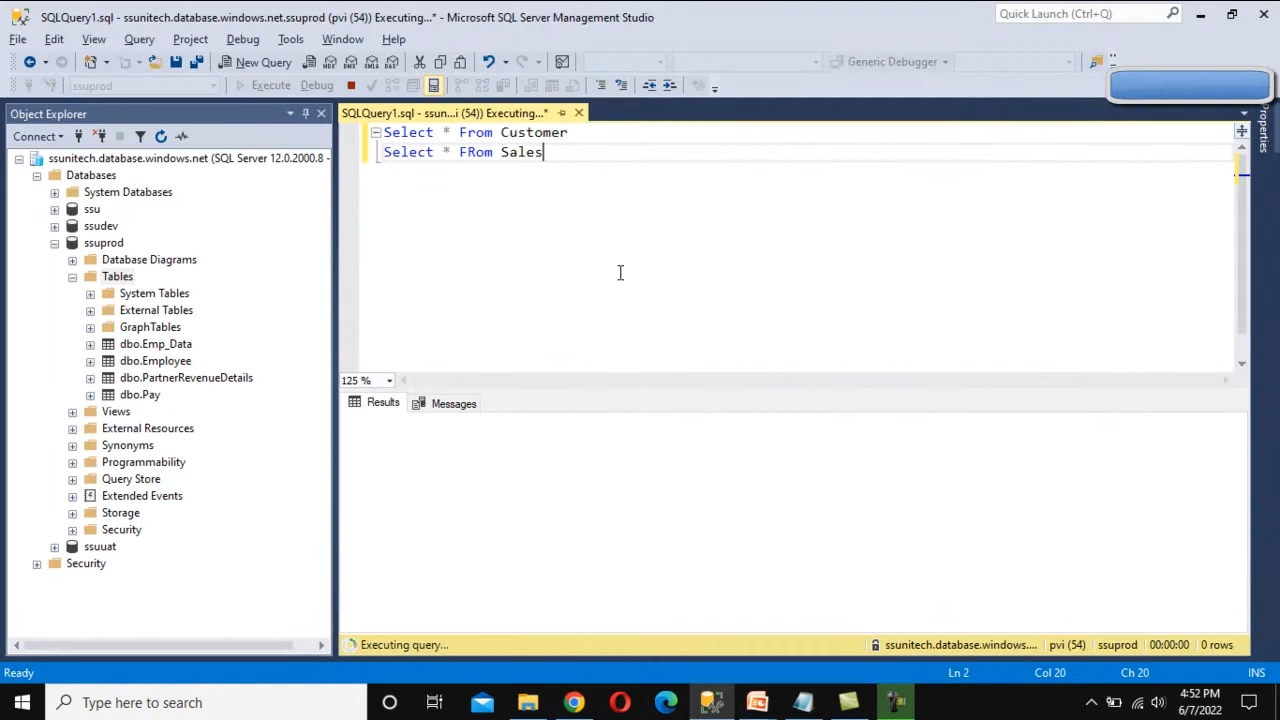 SQLQuery1.sql - ssunitech.database.windows.net.ssuprod (pvi (54)) Executing...* - Microsoft SQL Server Management Studio
Quick Launch (Ctrl+Q)
File Edit View Query Project Debug Tools Window Help
New Query
Generic Debugger
ssuprod
Execute Debug
Object Explorer
SQLQuery1.sql - ssun...i (54)) Executing...*
Properties
Connect
Select * From Customer
Select * FRom Sales
ssunitech.database.windows.net (SQL Server 12.0.2000.8 -
Databases
System Databases
ssu
ssudev
ssuprod
Database Diagrams
Tables
System Tables
External Tables
GraphTables
dbo.Emp_Data
dbo.Employee
dbo.PartnerRevenueDetails
dbo.Pay
Views
External Resources
Synonyms
Programmability
Query Store
Extended Events
Storage
Security
ssuuat
Security
125 %
Results Messages
Executing query...
ssunitech.database.windows.... pvi (54) ssuprod 00:00:00 0 rows
Ready
Ln 2 Col 20 Ch 20 INS
Type here to search
4:52 PM
6/7/2022